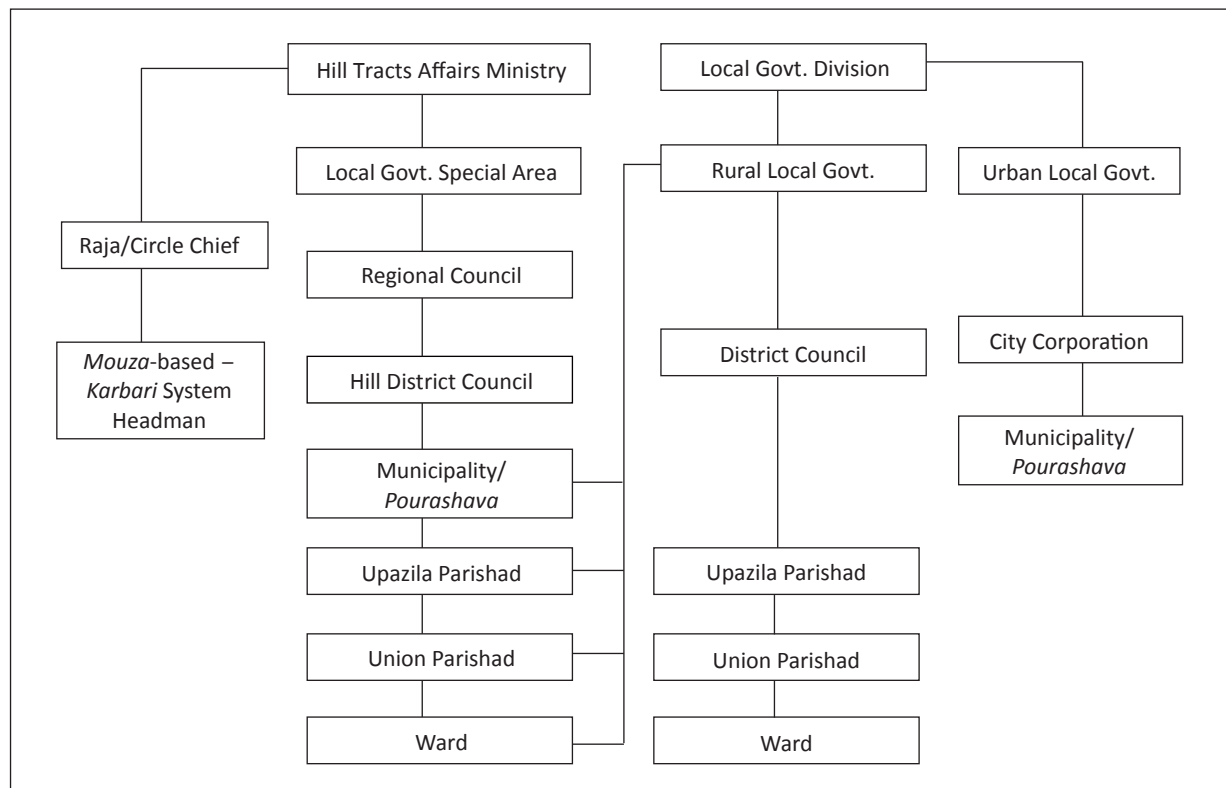 Hill Tracts Affairs Ministry
Local Govt. Division
Local Govt. Special Area
Rural Local Govt.
Urban Local Govt.
Raja/Circle Chief
Regional Council
City Corporation
Mouza-based –
Karbari System
Headman
Hill District Council
District Council
Municipality/
Pourashava
Municipality/
Pourashava
Upazila Parishad
Upazila Parishad
Union Parishad
Union Parishad
Ward
Ward